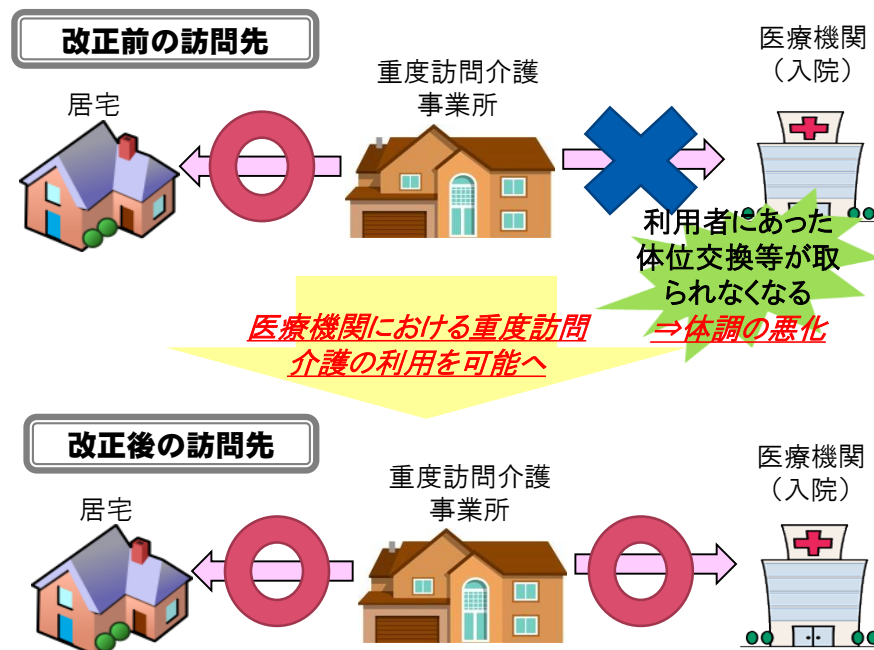 改正前の訪問先
医療機関
（入院）
重度訪問介護
事業所
居宅
利用者にあった
体位交換等が取
られなくなる
⇒体調の悪化
医療機関における重度訪問
介護の利用を可能へ
改正後の訪問先
医療機関
（入院）
重度訪問介護
事業所
居宅